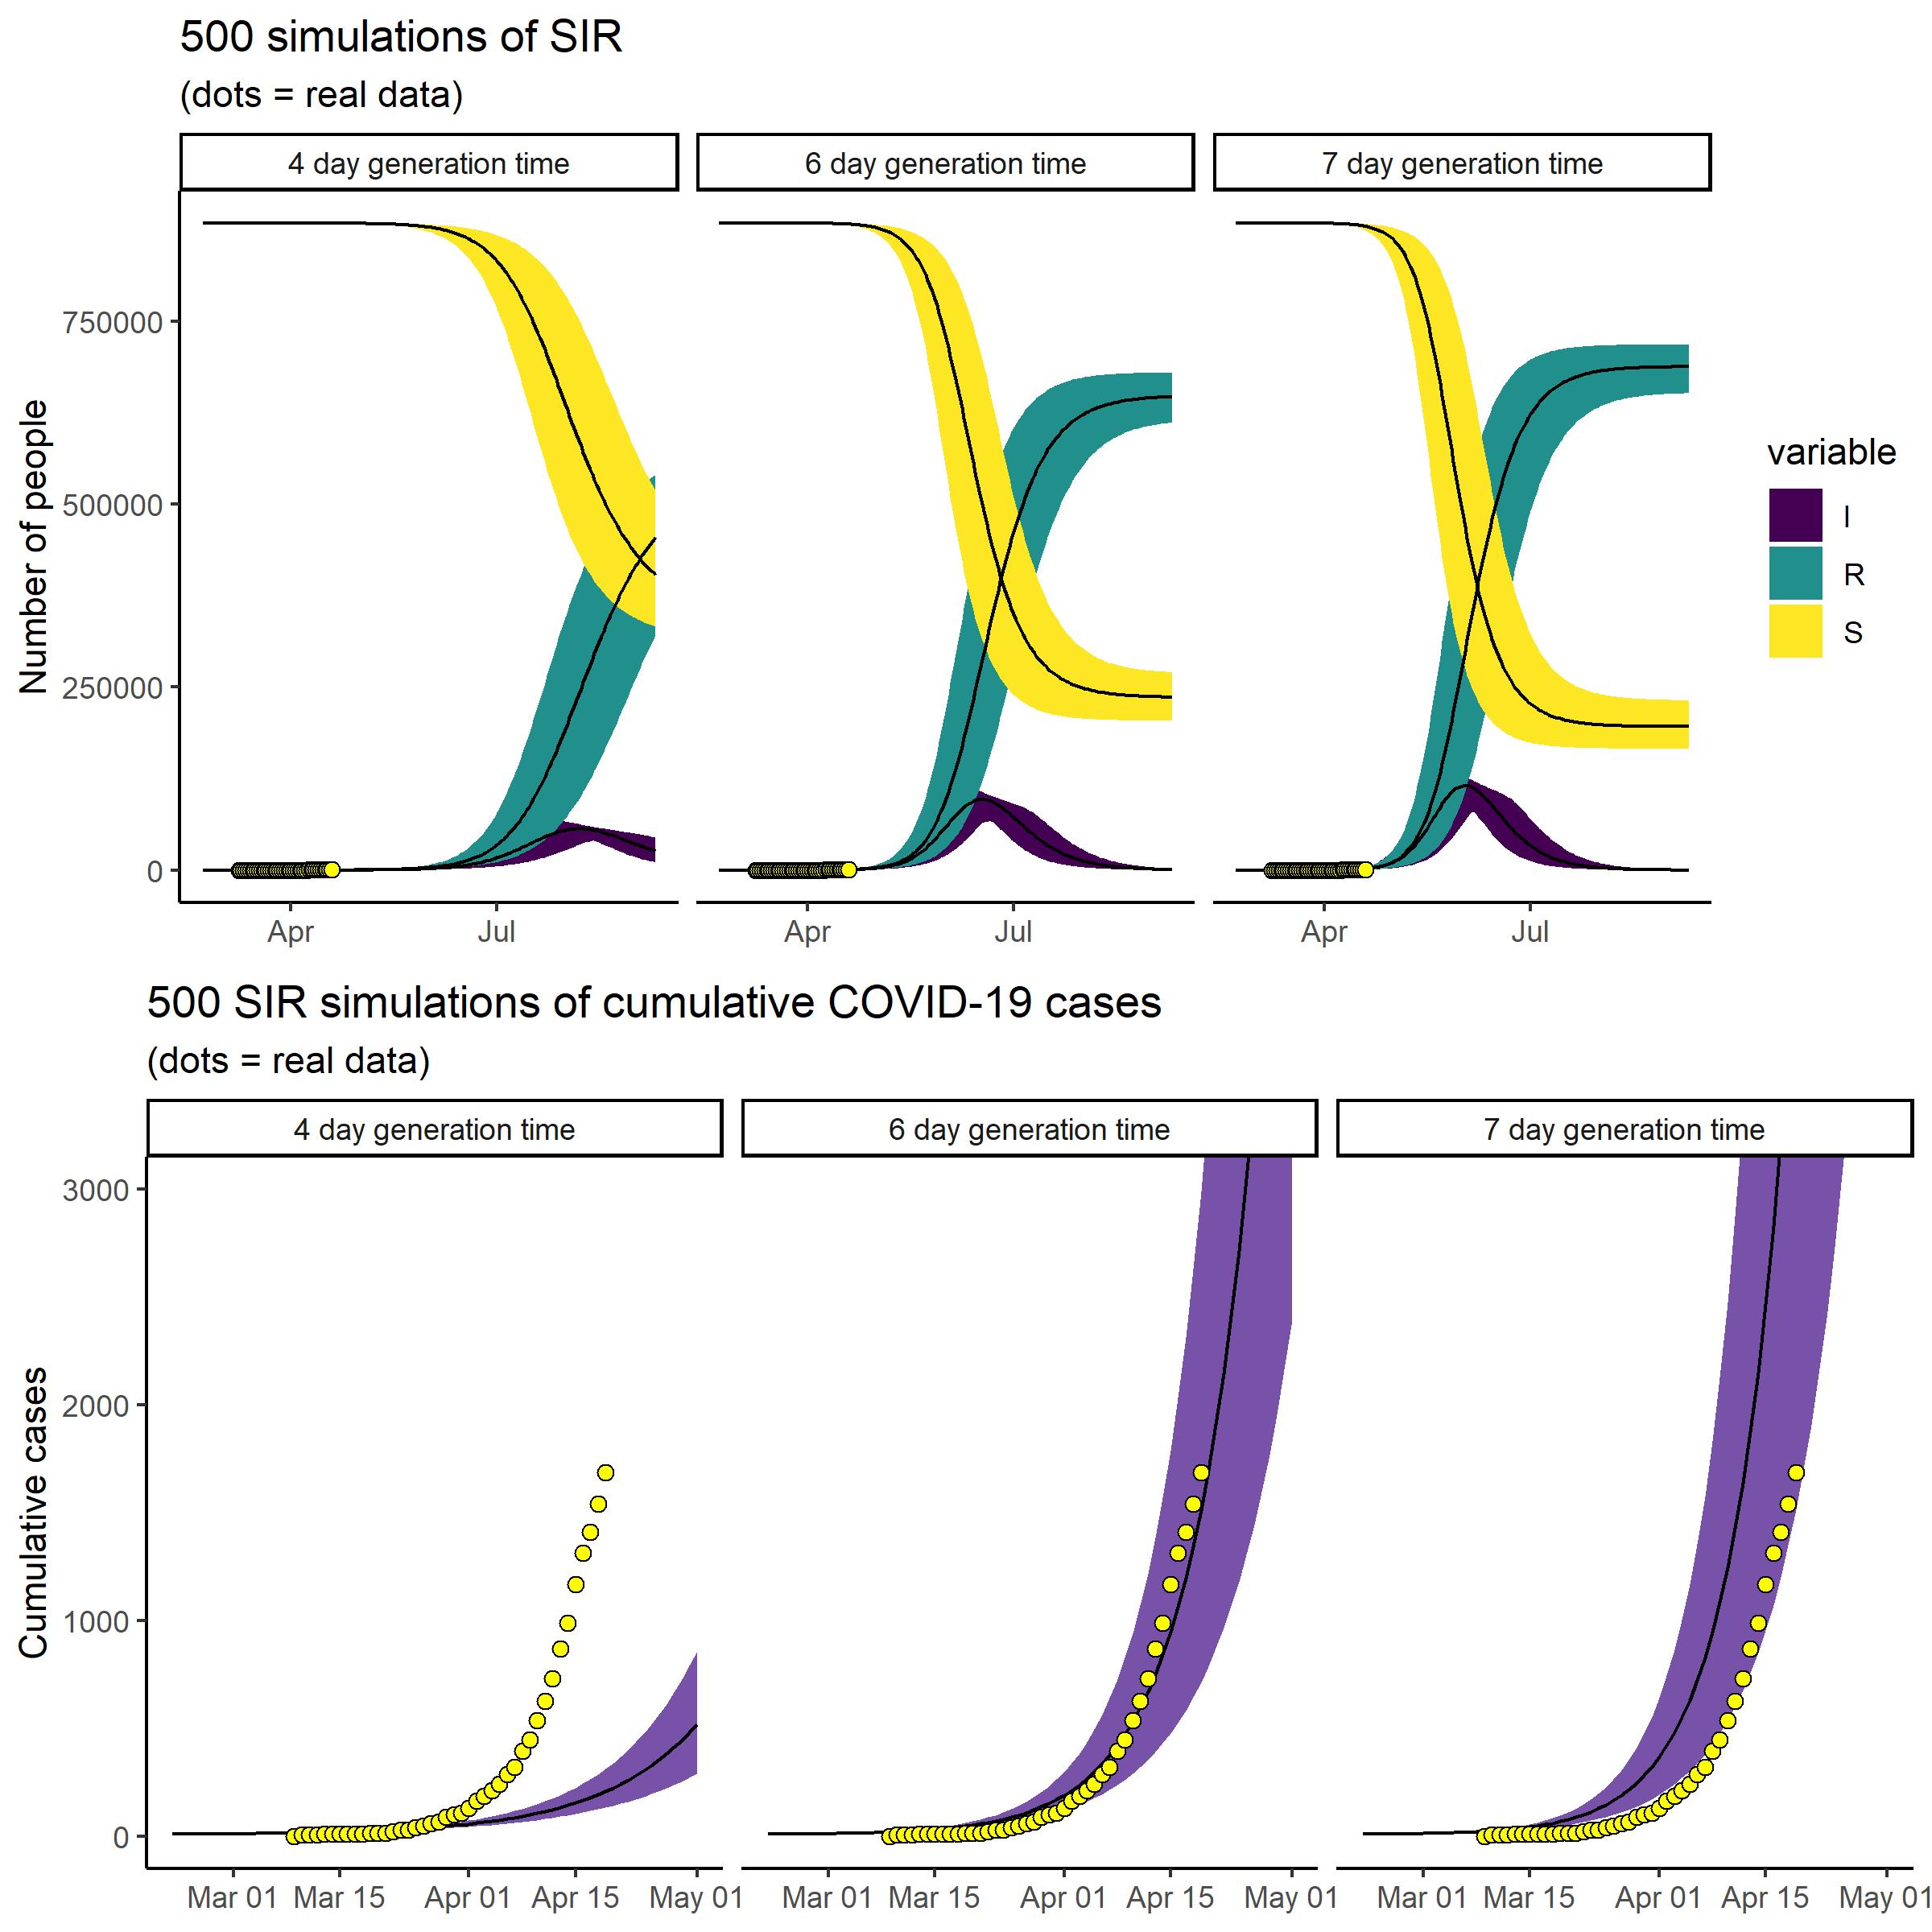 500 simulations of SIR
(dots = real data)
4 day generation time
6 day generation time
7 day generation time
Number of people
750000
500000
250000
0
Apr
Jul
Apr
Jul
Apr
Jul
variable
I
R
S
500 SIR simulations of cumulative COVID-19 cases
(dots = real data)
4 day generation time
6 day generation time
7 day generation time
Cumulative cases
3000
2000
1000
0
Mar 01
Mar 15
Apr 01
Apr 15
May 01
Mar 01
Mar 15
Apr 01
Apr 15
May 01
Mar 01
Mar 15
Apr 01
Apr 15
May 01